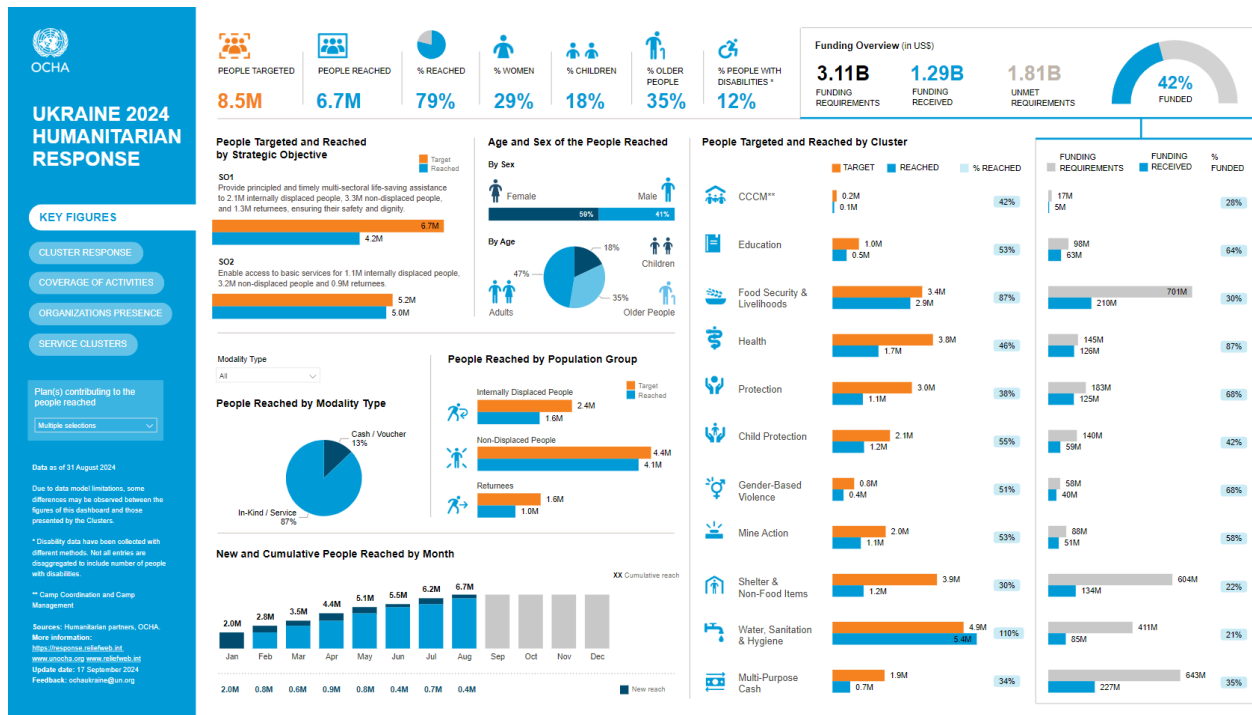 OCHA
UKRAINE 2024
HUMANITARIAN
RESPONSE
KEY FIGURES
CLUSTER RESPONSE
COVERAGE OF ACTIVITIES
ORGANIZATIONS PRESENCE
SERVICE CLUSTERS
Plan(s) contributing to the
people reached
Multiple selections
Data as of 31 August 2024
Due to data model limitations, some
differences may be observed between the
figures of this dashboard and those
presented by the Clusters.
* Disability data have been collected with
different methods. Not all entries are
disaggregated to include number of people
with disabilities.
** Camp Coordination and Camp
Management
Sources: Humanitarian partners, OCHA.
More information:
https://response.reliefweb.int
www.unocha.org www.reliefweb.int
Update date: 17 September 2024
Feedback: ochaukraine@un.org
PEOPLE TARGETED
8.5M
PEOPLE REACHED
6.7M
% REACHED
79%
% WOMEN
29%
% CHILDREN
18%
% OLDER
PEOPLE
35%
% PEOPLE WITH
DISABILITIES *
12%
Funding Overview (in US$)
3.11B
FUNDING
REQUIREMENTS
1.29B
FUNDING
RECEIVED
1.81B
UNMET
REQUIREMENTS
42%
FUNDED
People Targeted and Reached
by Strategic Objective
Target
Reached
SO1
Provide principled and timely multi-sectoral life-saving assistance
to 2.1M internally displaced people, 3.3M non-displaced people,
and 1.3M returnees, ensuring their safety and dignity.
6.7M
4.2M
SO2
Enable access to basic services for 1.1M internally displaced people,
3.2M non-displaced people and 0.9M returnees.
5.2M
5.0M
Age and Sex of the People Reached
By Sex
Female
Male
59%
41%
By Age
18%
47%
35%
Children
Adults
Older People
Modality Type
All
People Reached by Modality Type
Cash / Voucher
13%
In-Kind / Service
87%
People Reached by Population Group
Target
Reached
Internally Displaced People
2.4M
1.6M
Non-Displaced People
4.4M
4.1M
Returnees
1.6M
1.0M
New and Cumulative People Reached by Month
XX Cumulative reach
2.0M 2.8M 3.5M 4.4M 5.1M 5.5M 6.2M 6.7M
Jan Feb Mar Apr May Jun Jul Aug Sep Oct Nov Dec
2.0M 0.8M 0.6M 0.9M 0.8M 0.4M 0.7M 0.4M
New reach
People Targeted and Reached by Cluster
TARGET REACHED % REACHED
FUNDING
REQUIREMENTS
FUNDING
RECEIVED
%
FUNDED
CCCM**
0.2M
0.1M
42%
17M
5M
28%
Education
1.0M
0.5M
53%
98M
63M
64%
Food Security &
Livelihoods
3.4M
2.9M
87%
701M
210M
30%
Health
3.8M
1.7M
46%
145M
126M
87%
Protection
3.0M
1.1M
38%
183M
125M
68%
Child Protection
2.1M
1.2M
55%
140M
59M
42%
Gender-Based
Violence
0.8M
0.4M
51%
58M
40M
68%
Mine Action
2.0M
1.1M
53%
88M
51M
58%
Shelter &
Non-Food Items
3.9M
1.2M
30%
604M
134M
22%
Water, Sanitation
& Hygiene
4.9M
5.4M
110%
411M
85M
21%
Multi-Purpose
Cash
1.9M
0.7M
34%
643M
227M
35%